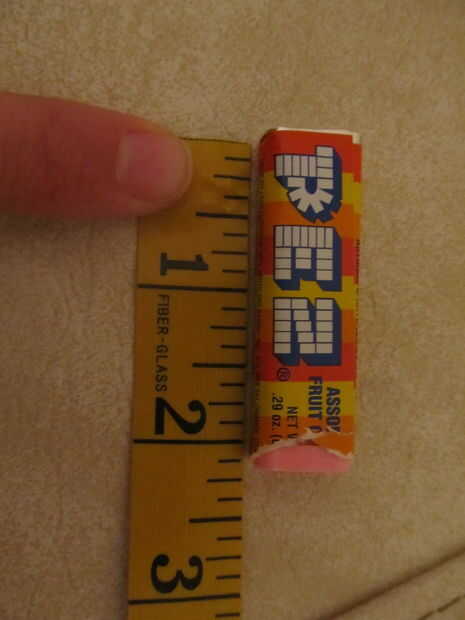 PEZ
®
ASSO
FRUIT
NET
.29 oz.
1
FIBER-GLASS
2
3